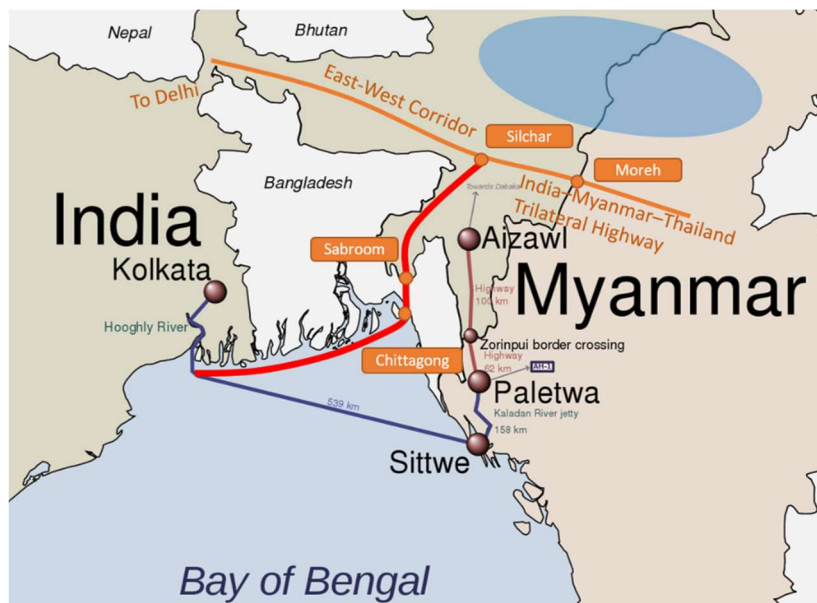 Nepal
Bhutan
To Delhi
East-West Corridor
Silchar
Moreh
Bangladesh
Towards Dabaka
India-Myanmar-Thailand
Trilateral Highway
India
Kolkata
Sabroom
Aizawl
Myanmar
Highway
100 km
Hooghly River
Zorinpui border crossing
Chittagong
Highway
62 km
Paletwa
Kaladan River jetty
539 km
158 km
Sittwe
Bay of Bengal